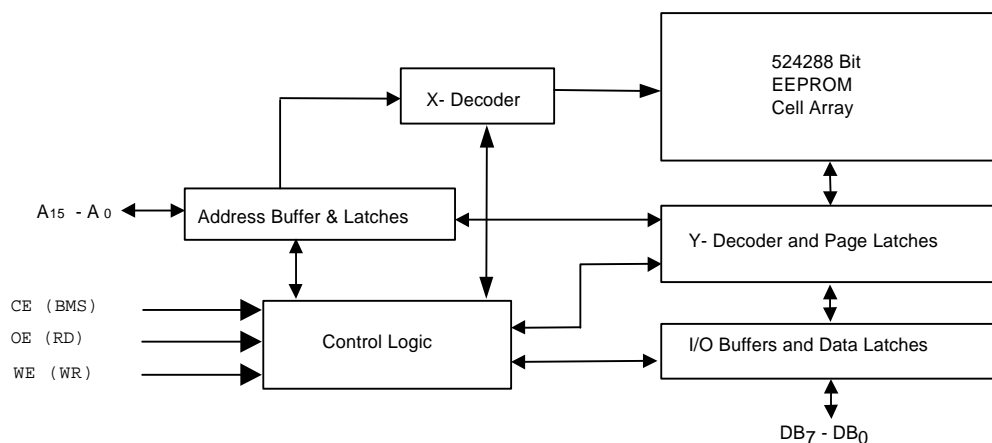 524288 Bit
EEPROM
Cell Array
X- Decoder
A15 - A 0
Address Buffer & Latches
Y- Decoder and Page Latches
CE (BMS)
OE (RD)
WE (WR)
Control Logic
I/O Buffers and Data Latches
DB7 - DB0